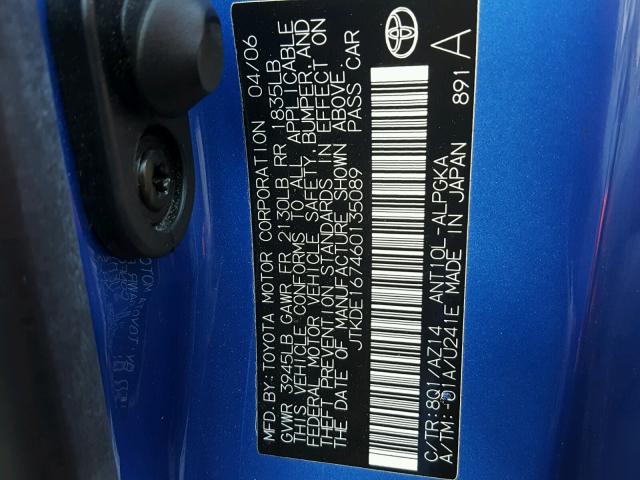 MFD. BY: TOYOTA MOTOR CORPORATION 04/06
GVWR 3945LB GAWR FR 2130LB RR 1835LB
THIS VEHICLE CONFORMS TO ALL APPLICABLE
FEDERAL MOTOR VEHICLE SAFETY, BUMPER, AND
THEFT PREVENTION STANDARDS IN EFFECT ON
THE DATE OF MANUFACTURE SHOWN ABOVE.
JTKDE167460135089 PASS CAR
C/TR: 8Q1/AZ14 ANT10L-ALPGKA
A/TM: -01A/U241E MADE IN JAPAN 891 A